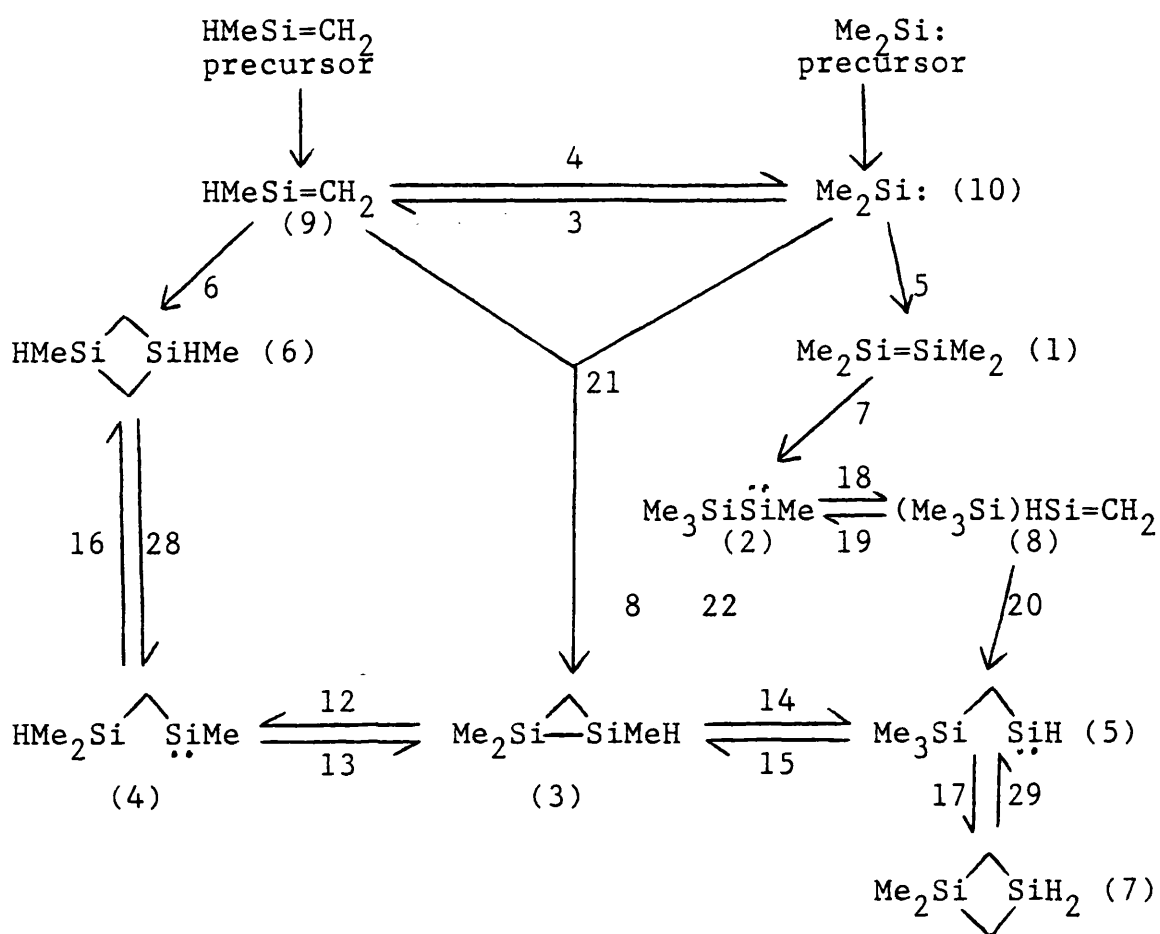 HMeSi=CH2 Me2Si:
precursor precursor
4
HMeSi=CH2 Me2Si: (10)
(9) 3
6 5
HMeSi SiHMe (6) Me2Si=SiMe2 (1)
21
7
18
Me3SiS̈iMe (Me3Si)HSi=CH2
(2) 19 (8)
16 28
8 22 20
12 14
HMe2Si SiMe Me2Si—SiMeH Me3Si SiH (5)
13 15
(4) (3)
17 29
Me2Si SiH2 (7)